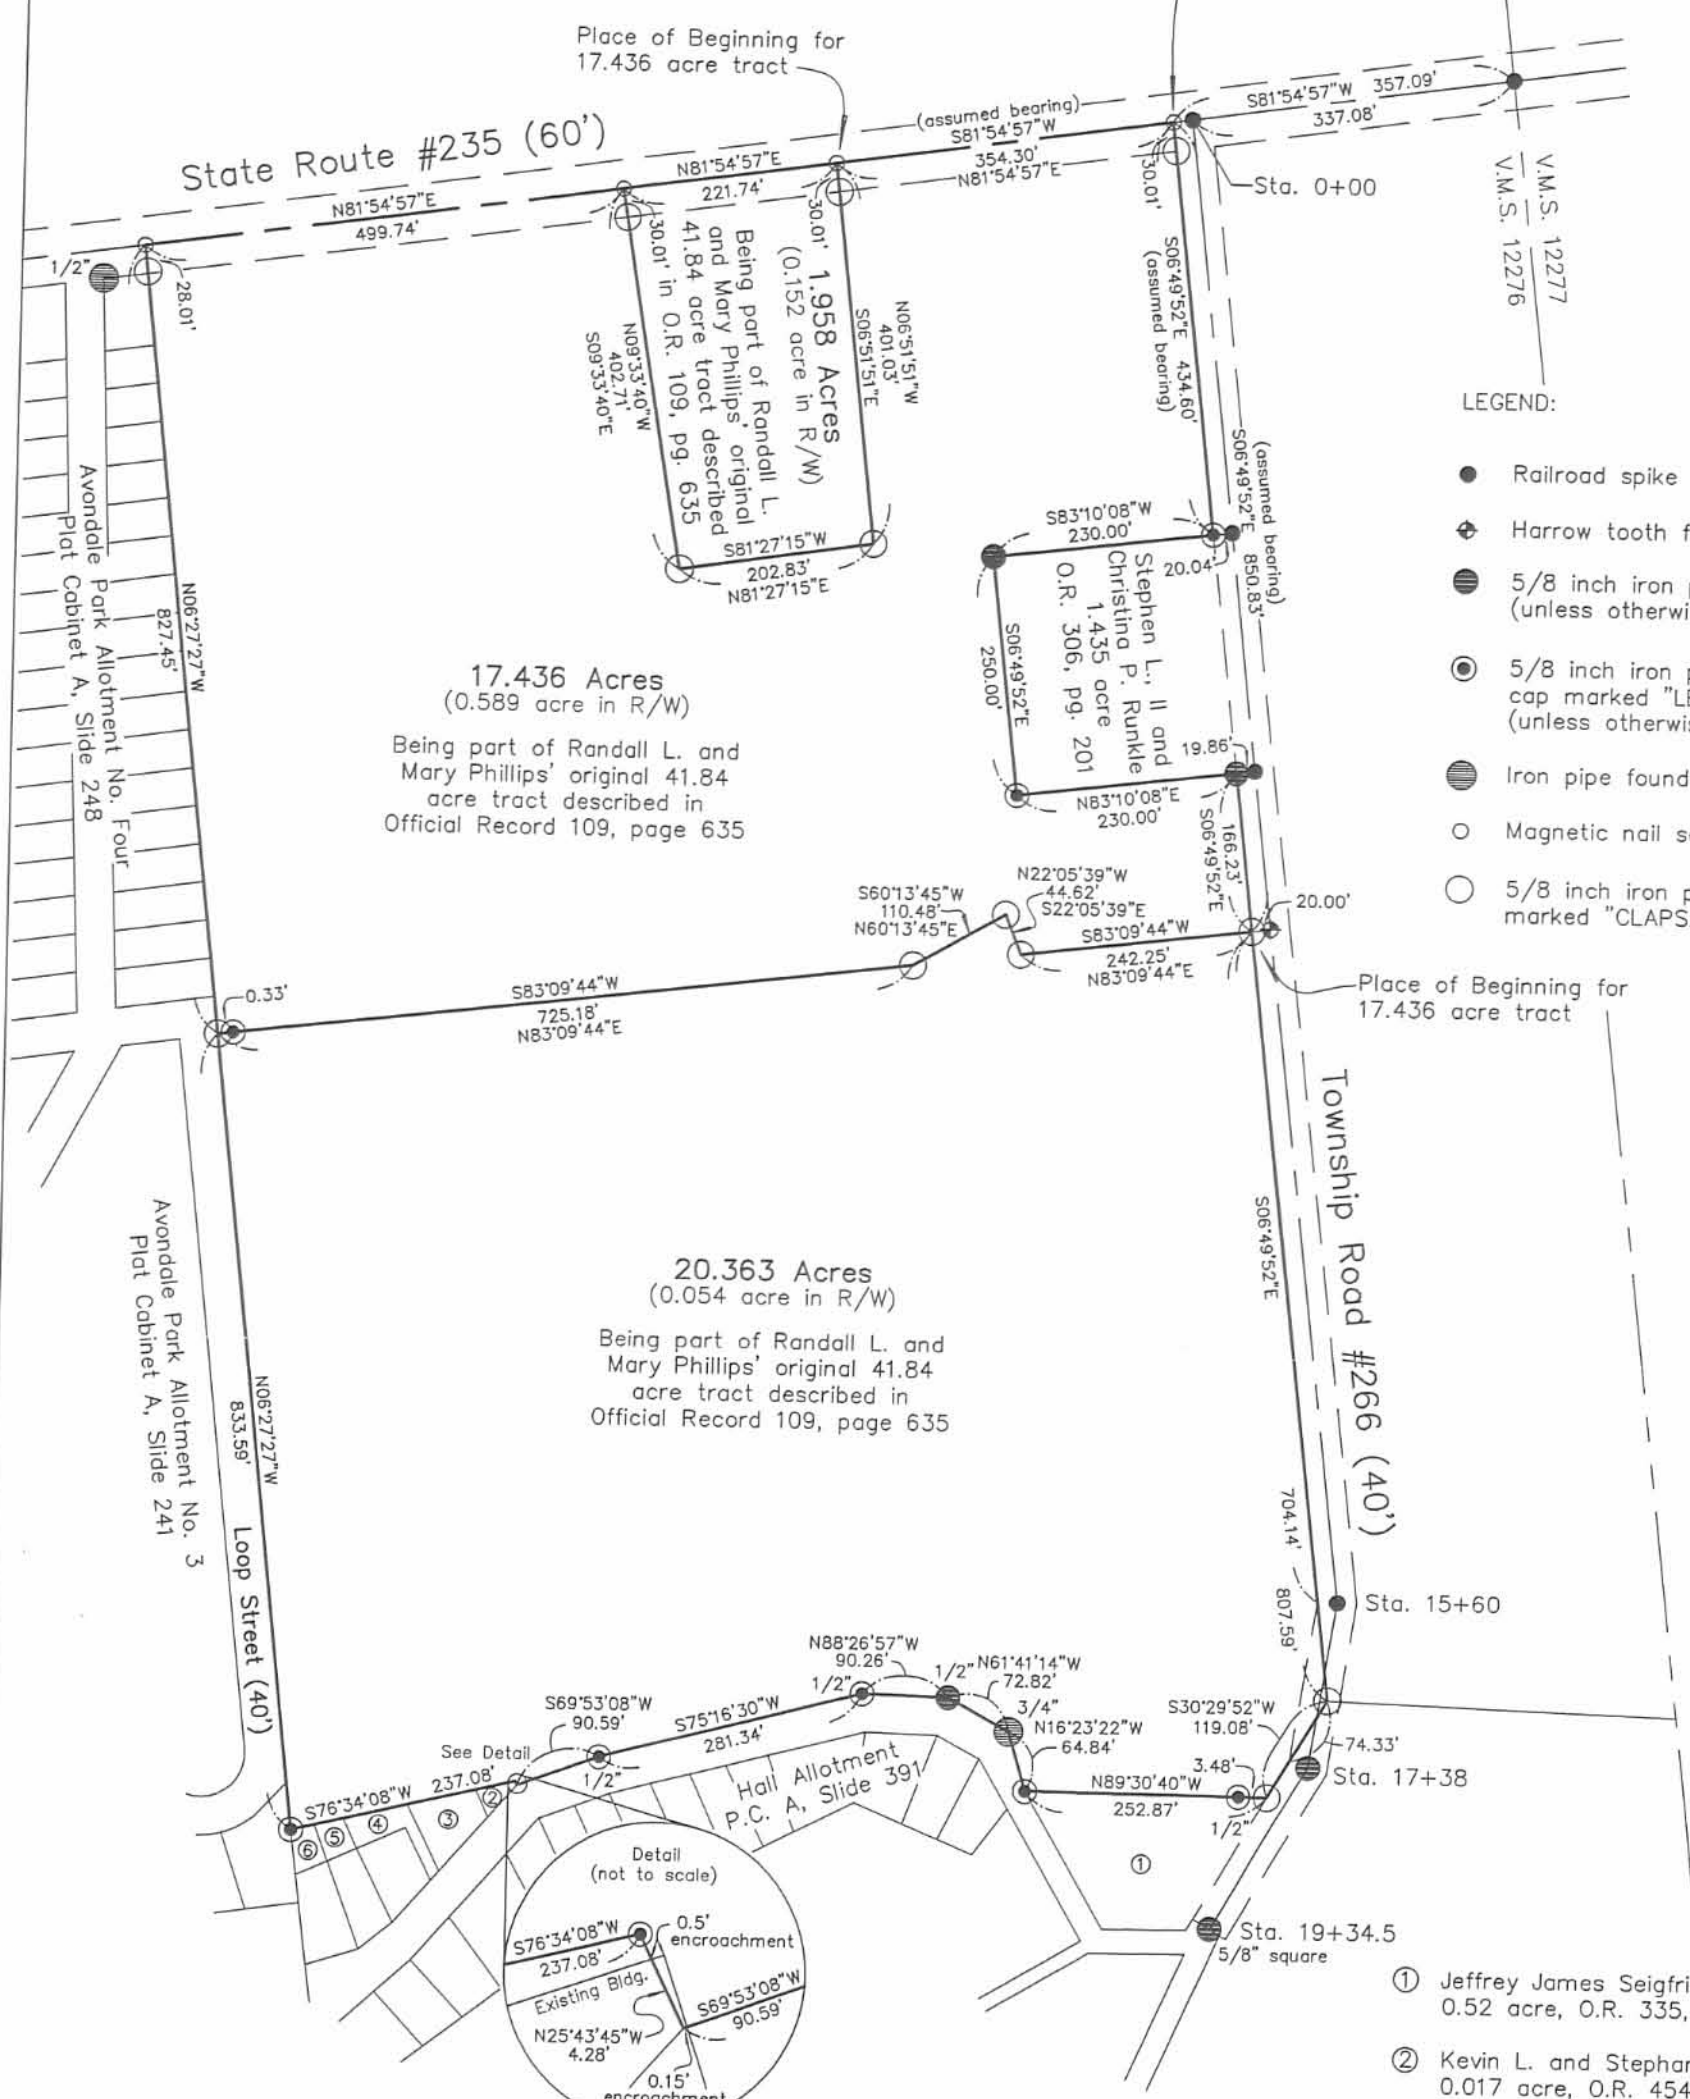 Place of Beginning for
17.436 acre tract
State Route #235 (60')
N81°54'57"E
499.74'
N81°54'57"E
221.74'
(assumed bearing)
S81°54'57"W
354.30'
N81°54'57"E
S81°54'57"W 357.09'
337.08'
Sta. 0+00
V.M.S. 12277
V.M.S. 12276
1/2"
28.01'
30.01'
30.01'
30.01'
1.958 Acres
(0.152 acre in R/W)
Being part of Randall L.
and Mary Phillips' original
41.84 acre tract described
in O.R. 109, pg. 635
N09°33'40"W
402.71'
S09°33'40"E
N06°51'51"W
401.03'
S06°51'51"E
S81°27'15"W
202.83'
N81°27'15"E
S06°49'52"E 434.60'
(assumed bearing)
(assumed bearing)
S06°49'52"E 850.83'
S83°10'08"W
230.00'
20.04'
Stephen L., II and
Christina P. Runkle
1.435 acre
O.R. 306, pg. 201
S06°49'52"E
250.00'
19.86'
N83°10'08"E
230.00'
166.23'
S06°49'52"E
LEGEND:
Railroad spike
Harrow tooth f
5/8 inch iron
(unless otherwi
5/8 inch iron
cap marked "LE
(unless otherwi
Iron pipe found
Magnetic nail s
5/8 inch iron p
marked "CLAPS
Avondale Park Allotment No. Four
Plat Cabinet A, Slide 248
N06°27'27"W
827.45'
17.436 Acres
(0.589 acre in R/W)
Being part of Randall L. and
Mary Phillips' original 41.84
acre tract described in
Official Record 109, page 635
S60°13'45"W
110.48'
N60°13'45"E
N22°05'39"W
44.62'
S22°05'39"E
S83°09'44"W
242.25'
N83°09'44"E
20.00'
Place of Beginning for
17.436 acre tract
0.33'
S83°09'44"W
725.18'
N83°09'44"E
Township Road #266 (40')
S06°49'52"E
704.14'
807.59'
Avondale Park Allotment No. 3
Plat Cabinet A, Slide 241
N06°27'27"W
833.59'
Loop Street (40')
20.363 Acres
(0.054 acre in R/W)
Being part of Randall L. and
Mary Phillips' original 41.84
acre tract described in
Official Record 109, page 635
Sta. 15+60
N88°26'57"W
90.26'
1/2"
1/2"
N61°41'14"W
72.82'
3/4"
N16°23'22"W
64.84'
S30°29'52"W
119.08'
74.33'
3.48'
N89°30'40"W
252.87'
1/2"
Sta. 17+38
S69°53'08"W
90.59'
S75°16'30"W
281.34'
See Detail
1/2"
S76°34'08"W 237.08'
Hall Allotment
P.C. A, Slide 391
②
③
④
⑤
⑥
①
Detail
(not to scale)
S76°34'08"W
237.08'
0.5'
encroachment
Existing Bldg.
S69°53'08"W
90.59'
N25°43'45"W
4.28'
0.15'
encroachment
Sta. 19+34.5
5/8" square
① Jeffrey James Seigfri
0.52 acre, O.R. 335,
② Kevin L. and Stephan
0.017 acre, O.R. 454